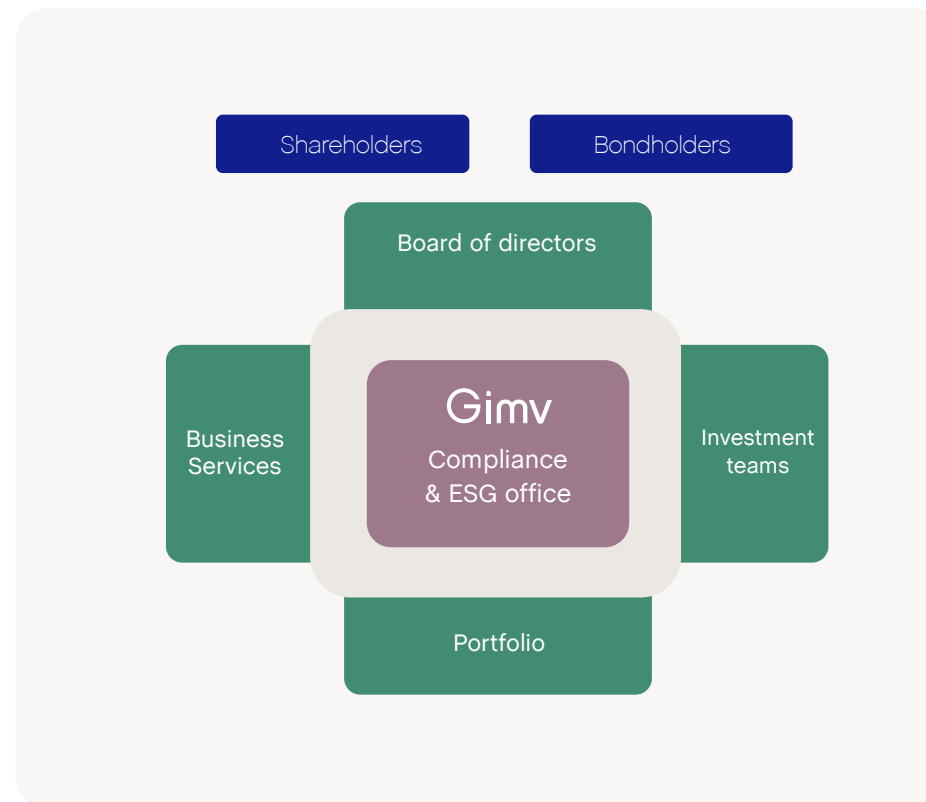 Shareholders
Bondholders
Board of directors
Business
Services
Gimv
Compliance
& ESG office
Investment
teams
Portfolio